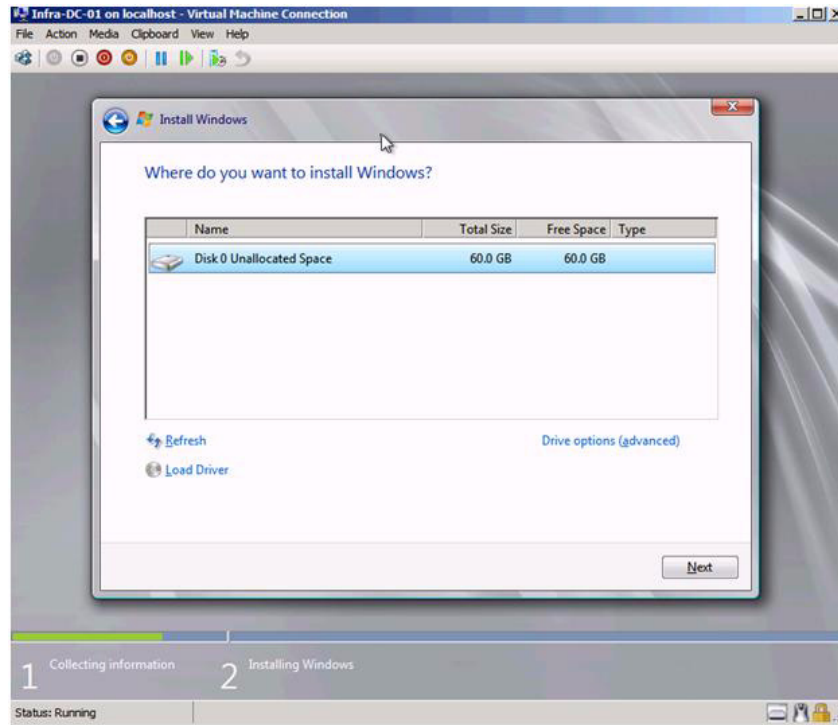 Infra-DC-01 on localhost - Virtual Machine Connection
File Action Media Clipboard View Help
Install Windows
Where do you want to install Windows?
Name Total Size Free Space Type
Disk 0 Unallocated Space 60.0 GB 60.0 GB
Refresh Drive options (advanced)
Load Driver
Next
1 Collecting information 2 Installing Windows
Status: Running